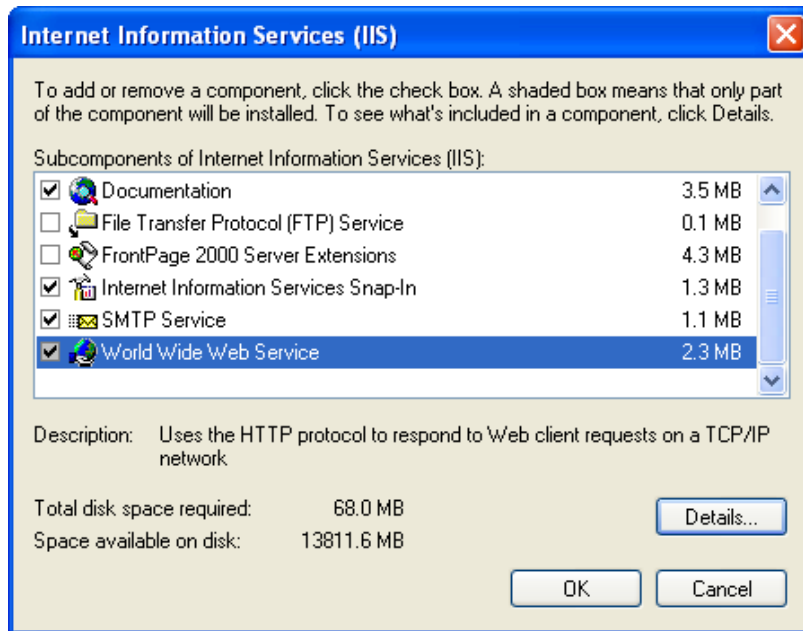 Internet Information Services (IIS)
To add or remove a component, click the check box. A shaded box means that only part
of the component will be installed. To see what's included in a component, click Details.
Subcomponents of Internet Information Services (IIS):
Documentation 3.5 MB
File Transfer Protocol (FTP) Service 0.1 MB
FrontPage 2000 Server Extensions 4.3 MB
Internet Information Services Snap-In 1.3 MB
SMTP Service 1.1 MB
World Wide Web Service 2.3 MB
Description: Uses the HTTP protocol to respond to Web client requests on a TCP/IP
network
Total disk space required: 68.0 MB
Details...
Space available on disk: 13811.6 MB
OK Cancel